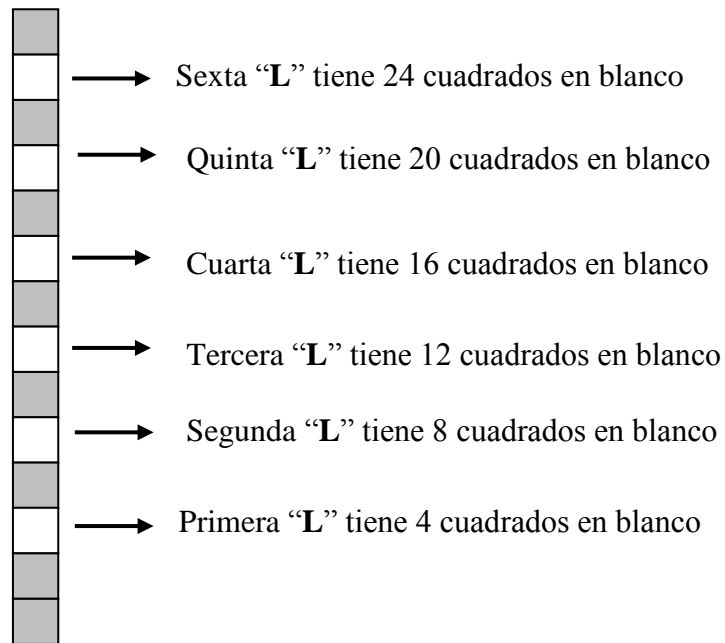 Sexta “L” tiene 24 cuadrados en blanco
Quinta “L” tiene 20 cuadrados en blanco
Cuarta “L” tiene 16 cuadrados en blanco
Tercera “L” tiene 12 cuadrados en blanco
Segunda “L” tiene 8 cuadrados en blanco
Primera “L” tiene 4 cuadrados en blanco